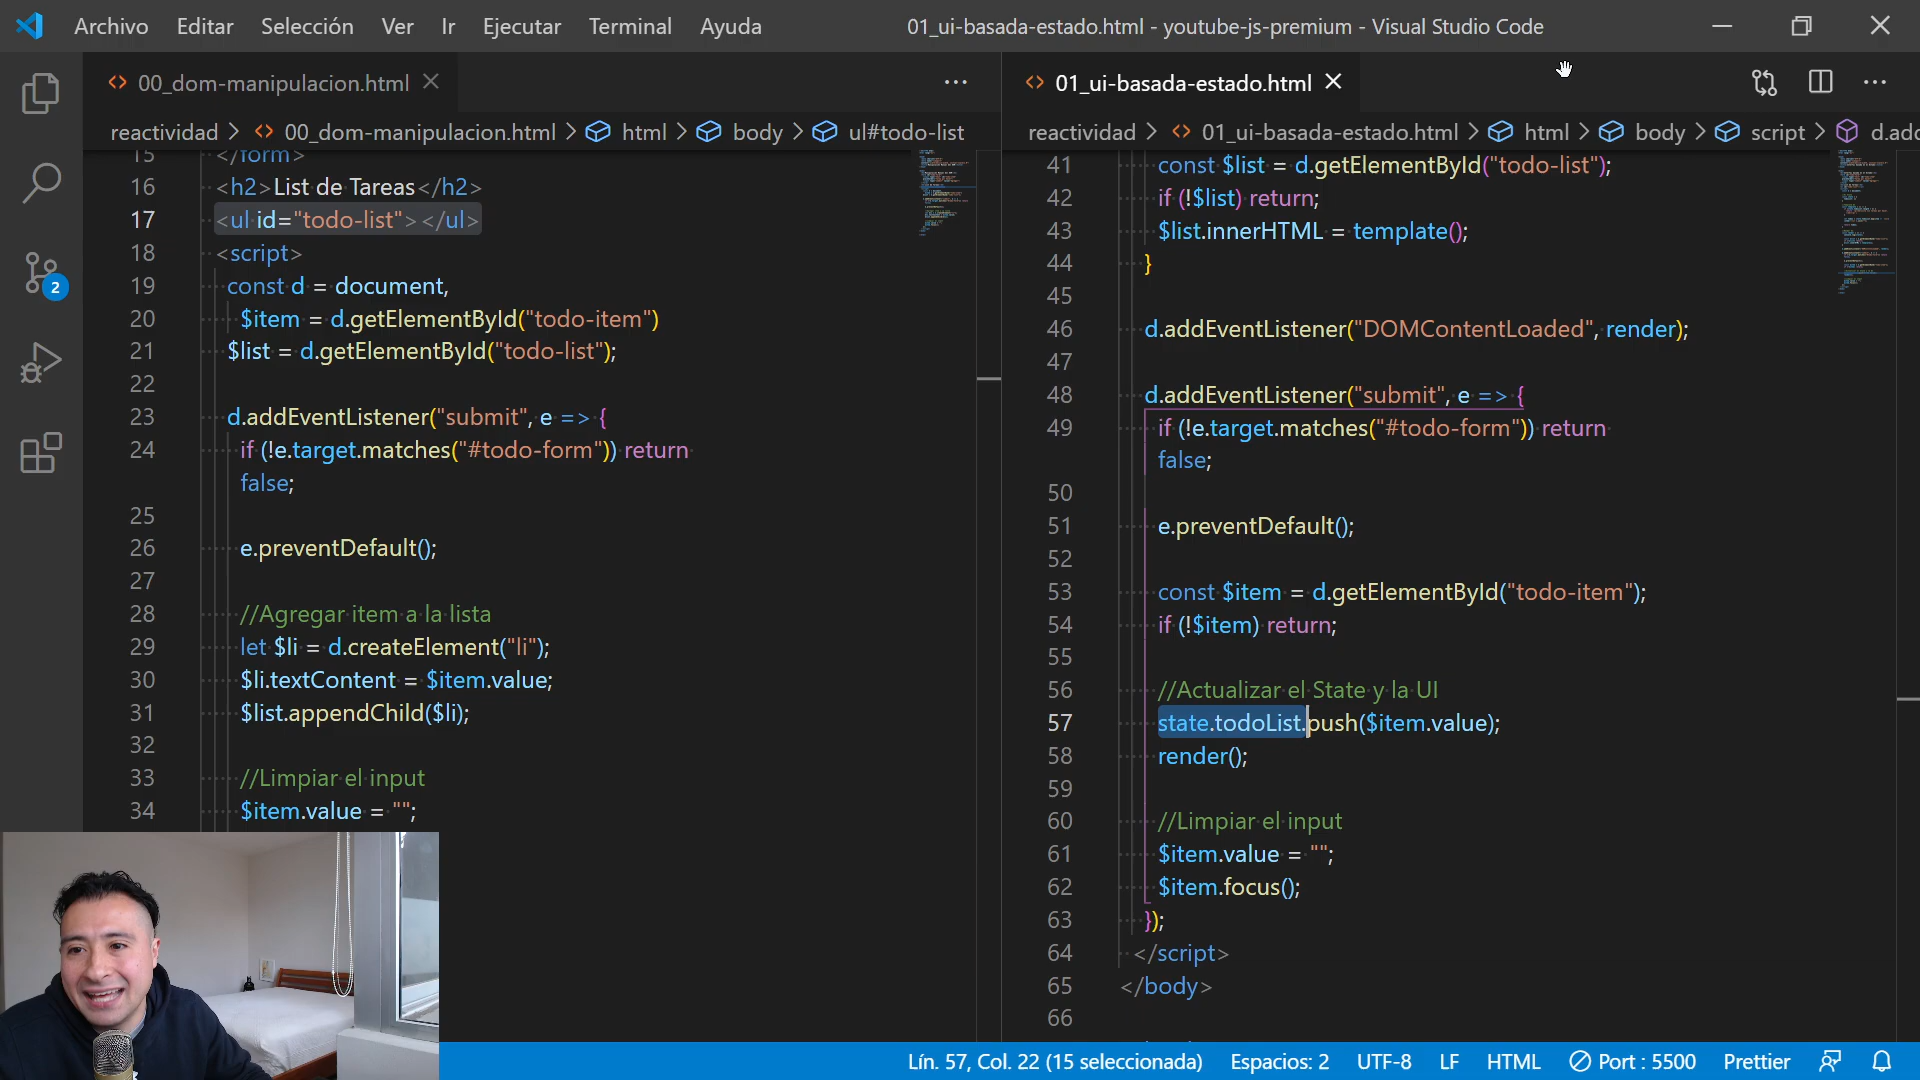 Archivo Editar Selección Ver Ir Ejecutar Terminal Ayuda 01_ui-basada-estado.html - youtube-js-premium - Visual Studio Code
00_dom-manipulacion.html
reactividad > 00_dom-manipulacion.html > html > body > ul#todo-list
15 </form>
16 <h2>List de Tareas</h2>
17 <ul id="todo-list"></ul>
18 <script>
19 const d = document,
20 $item = d.getElementById("todo-item")
21 $list = d.getElementById("todo-list");
22
23 d.addEventListener("submit", e => {
24 if (!e.target.matches("#todo-form")) return
false;
25
26 e.preventDefault();
27
28 //Agregar item a la lista
29 let $li = d.createElement("li");
30 $li.textContent = $item.value;
31 $list.appendChild($li);
32
33 //Limpiar el input
34 $item.value = "";
2
01_ui-basada-estado.html
reactividad > 01_ui-basada-estado.html > html > body > script > d.add
41 const $list = d.getElementById("todo-list");
42 if (!$list) return;
43 $list.innerHTML = template();
44 }
45
46 d.addEventListener("DOMContentLoaded", render);
47
48 d.addEventListener("submit", e => {
49 if (!e.target.matches("#todo-form")) return
false;
50
51 e.preventDefault();
52
53 const $item = d.getElementById("todo-item");
54 if (!$item) return;
55
56 //Actualizar el State y la UI
57 state.todoList.push($item.value);
58 render();
59
60 //Limpiar el input
61 $item.value = "";
62 $item.focus();
63 });
64 </script>
65 </body>
66
Lín. 57, Col. 22 (15 seleccionada) Espacios: 2 UTF-8 LF HTML Port : 5500 Prettier